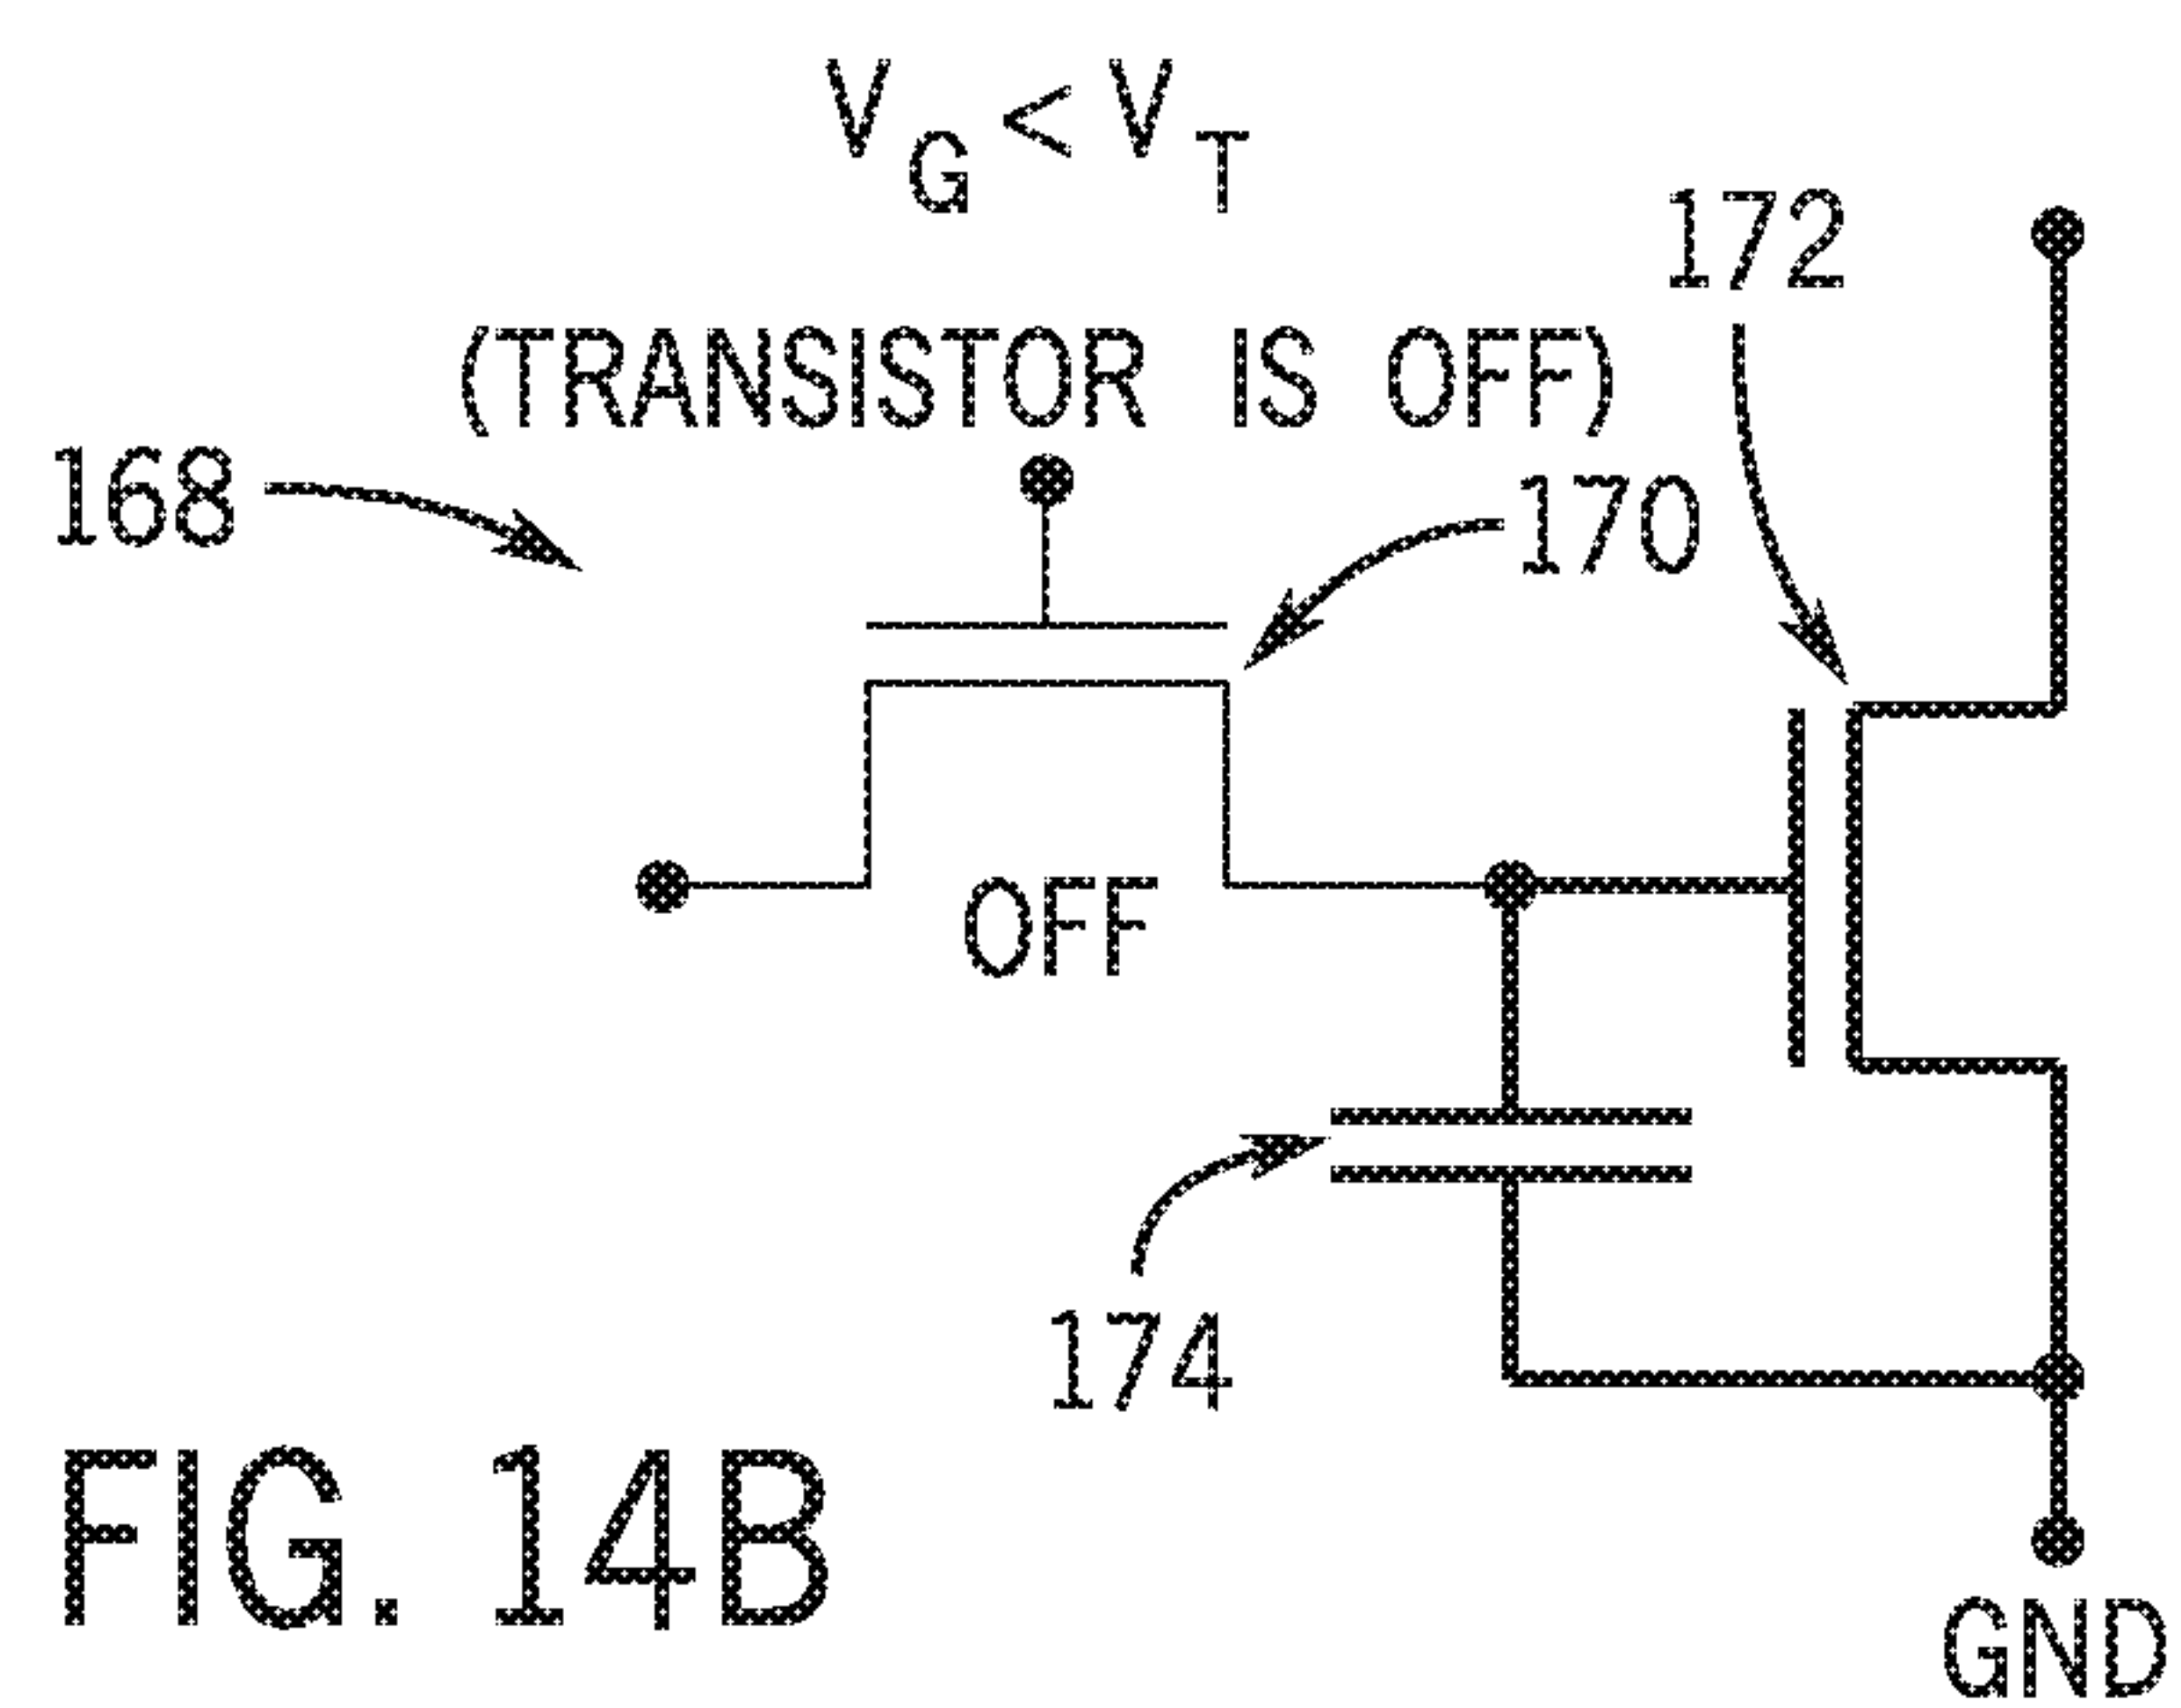 V_G < V_T
172
(TRANSISTOR IS OFF)
168
170
OFF
174
FIG. 14B
GND